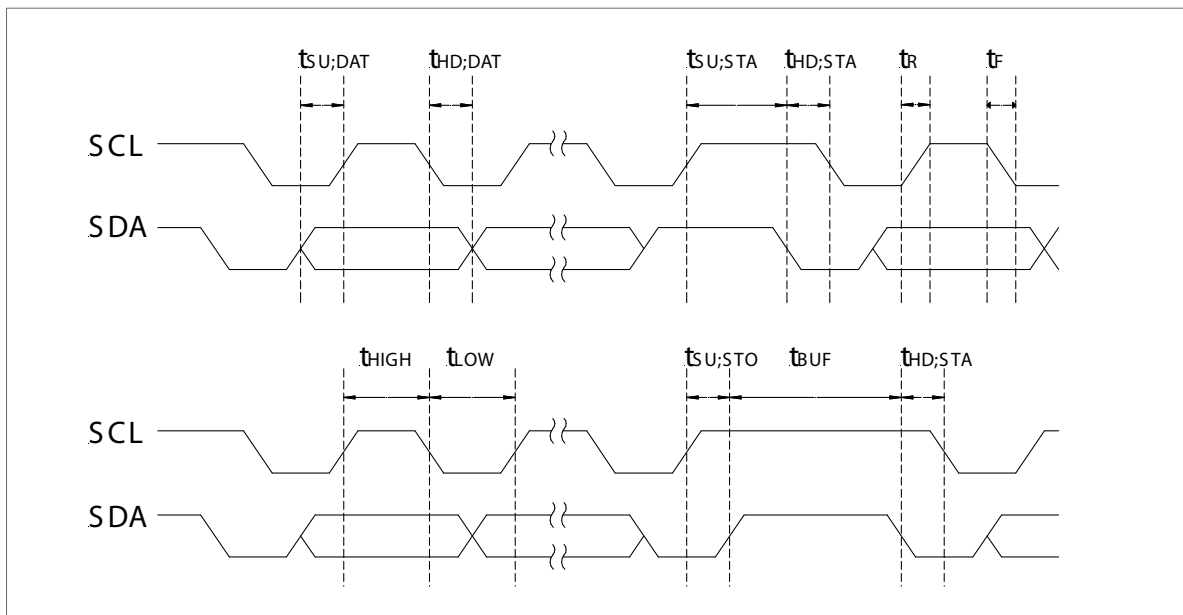 tSU;DAT tHD;DAT tSU;STA tHD;STA tR tF
SCL
SDA
tHIGH tLOW tSU;STO tBUF tHD;STA
SCL
SDA